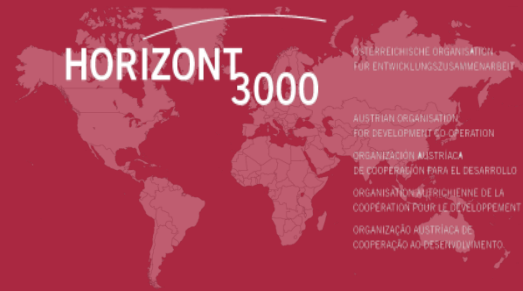 HORIZONT
3000
ÖSTERREICHISCHE ORGANISATION
FÜR ENTWICKLUNGSZUSAMMENARBEIT
AUSTRIAN ORGANISATION
FOR DEVELOPMENT CO OPERATION
ORGANIZACIÓN AUSTRÍACA
DE COOPERACIÓN PARA EL DESARROLLO
ORGANISATION AUTRICHIENNE DE LA
COOPÉRATION POUR LE DÉVELOPPEMENT
ORGANIZAÇÃO AUSTRÍACA DE
COOPERAÇÃO AO DESENVOLVIMENTO